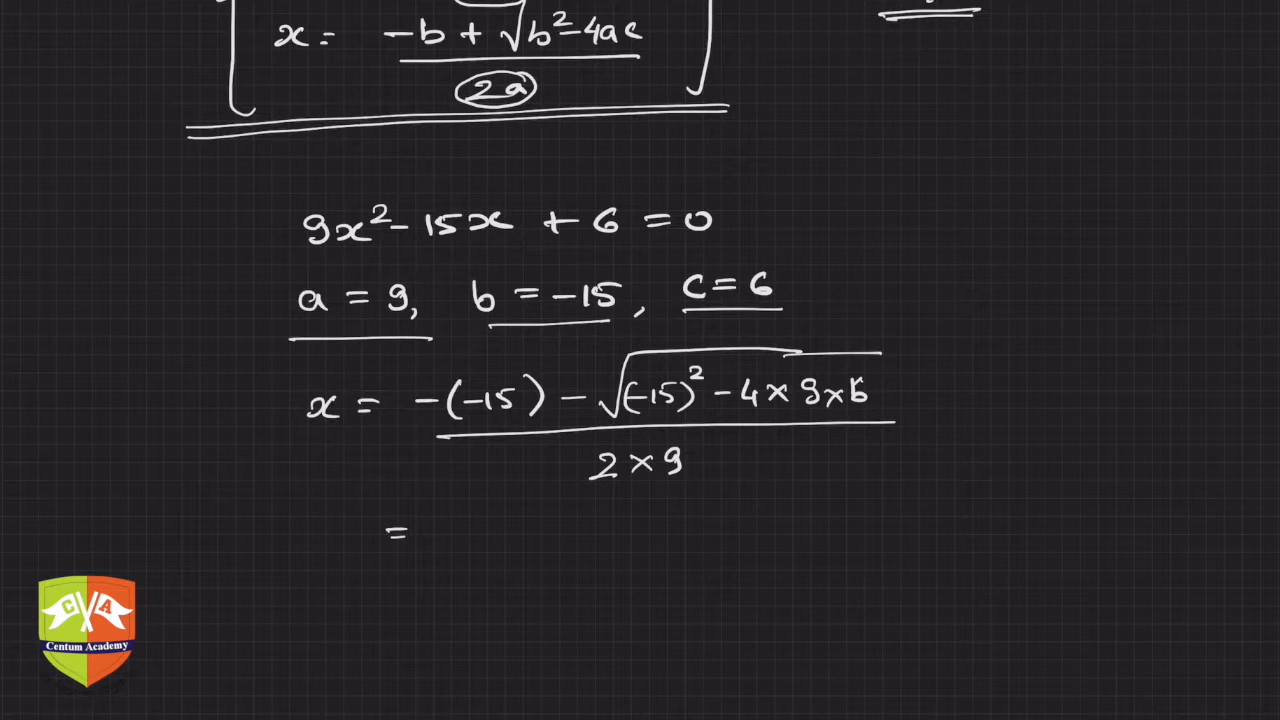 x = -b + √b²-4ac
2a
9x² - 15x + 6 = 0
a = 9, b = -15, c = 6
x = -(-15) - √(-15)² - 4 × 9 × 6
2 × 9
=
C A
Centum Academy